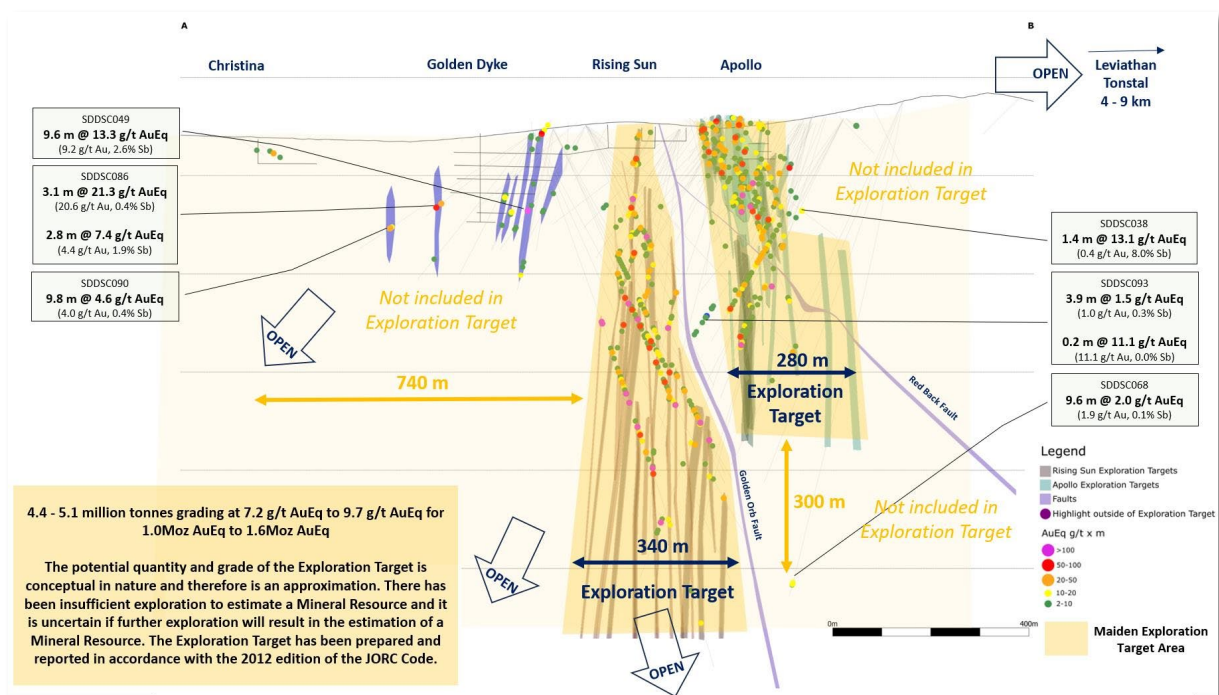 A
B
Christina
Golden Dyke
Rising Sun
Apollo
OPEN
Leviathan
Tonstal
4 - 9 km
SDDSC049
9.6 m @ 13.3 g/t AuEq
(9.2 g/t Au, 2.6% Sb)
SDDSC086
3.1 m @ 21.3 g/t AuEq
(20.6 g/t Au, 0.4% Sb)
2.8 m @ 7.4 g/t AuEq
(4.4 g/t Au, 1.9% Sb)
SDDSC090
9.8 m @ 4.6 g/t AuEq
(4.0 g/t Au, 0.4% Sb)
Not included in
Exploration Target
OPEN
740 m
Not included in
Exploration Target
SDDSC038
1.4 m @ 13.1 g/t AuEq
(0.4 g/t Au, 8.0% Sb)
SDDSC093
3.9 m @ 1.5 g/t AuEq
(1.0 g/t Au, 0.3% Sb)
0.2 m @ 11.1 g/t AuEq
(11.1 g/t Au, 0.0% Sb)
SDDSC068
9.6 m @ 2.0 g/t AuEq
(1.9 g/t Au, 0.1% Sb)
280 m
Exploration
Target
Red Back Fault
Golden Orb Fault
300 m
Not included in
Exploration Target
340 m
Exploration Target
OPEN
OPEN
4.4 - 5.1 million tonnes grading at 7.2 g/t AuEq to 9.7 g/t AuEq for
1.0Moz AuEq to 1.6Moz AuEq
The potential quantity and grade of the Exploration Target is
conceptual in nature and therefore is an approximation. There has
been insufficient exploration to estimate a Mineral Resource and it
is uncertain if further exploration will result in the estimation of a
Mineral Resource. The Exploration Target has been prepared and
reported in accordance with the 2012 edition of the JORC Code.
Legend
Rising Sun Exploration Targets
Apollo Exploration Targets
Faults
Highlight outside of Exploration Target
AuEq g/t x m
>100
50-100
20-50
10-20
2-10
0m
400m
Maiden Exploration
Target Area